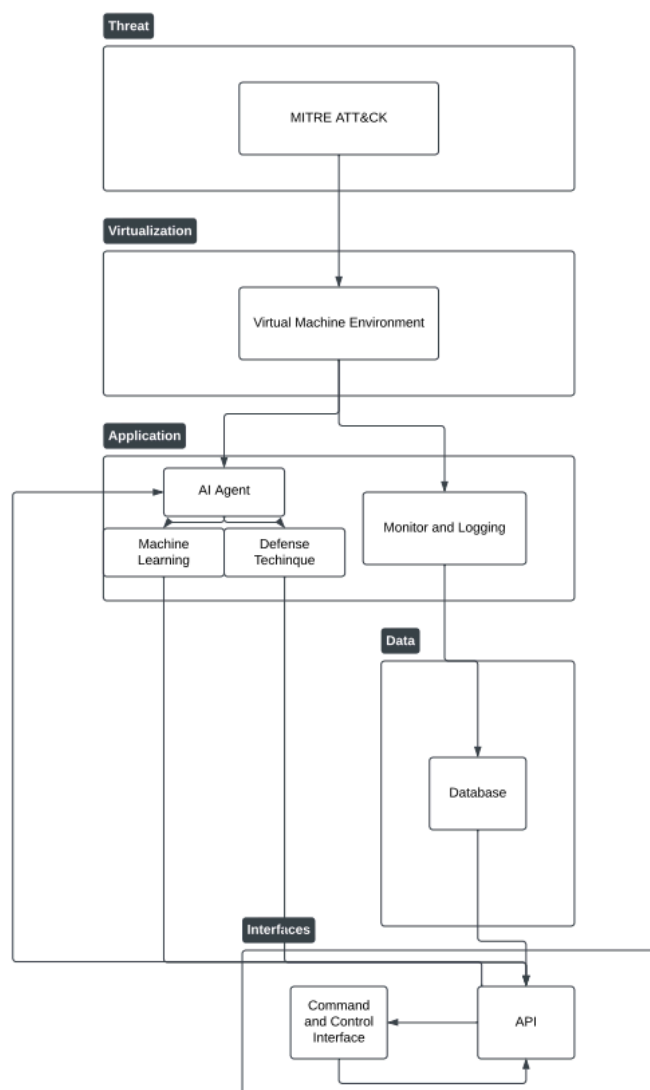 Threat
MITRE ATT&CK
Virtualization
Virtual Machine Environment
Application
AI Agent
Machine
Learning
Defense
Techinque
Monitor and Logging
Data
Database
Interfaces
Command
and Control
Interface
API